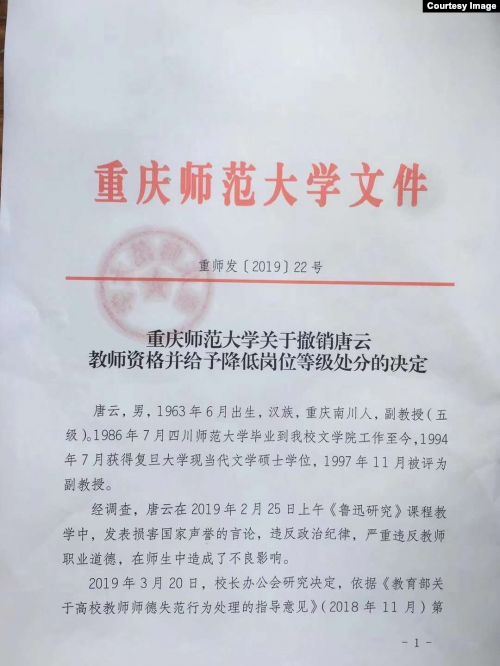 Courtesy Image
重庆师范大学文件
重师发〔2019〕22号
重庆师范大学关于撤销唐云
教师资格并给予降低岗位等级处分的决定
唐云，男，1963年6月出生，汉族，重庆南川人，副教授（五
级）。1986年7月四川师范大学毕业到我校文学院工作至今，1994
年7月获得复旦大学现当代文学硕士学位，1997年11月被评为
副教授。
经调查，唐云在2019年2月25日上午《鲁迅研究》课程教
学中，发表损害国家声誉的言论，违反政治纪律，严重违反教师
职业道德，在师生中造成了不良影响。
2019年3月20日，校长办公会研究决定，依据《教育部关
于高校教师师德失范行为处理的指导意见》（2018年11月）第
- 1 -